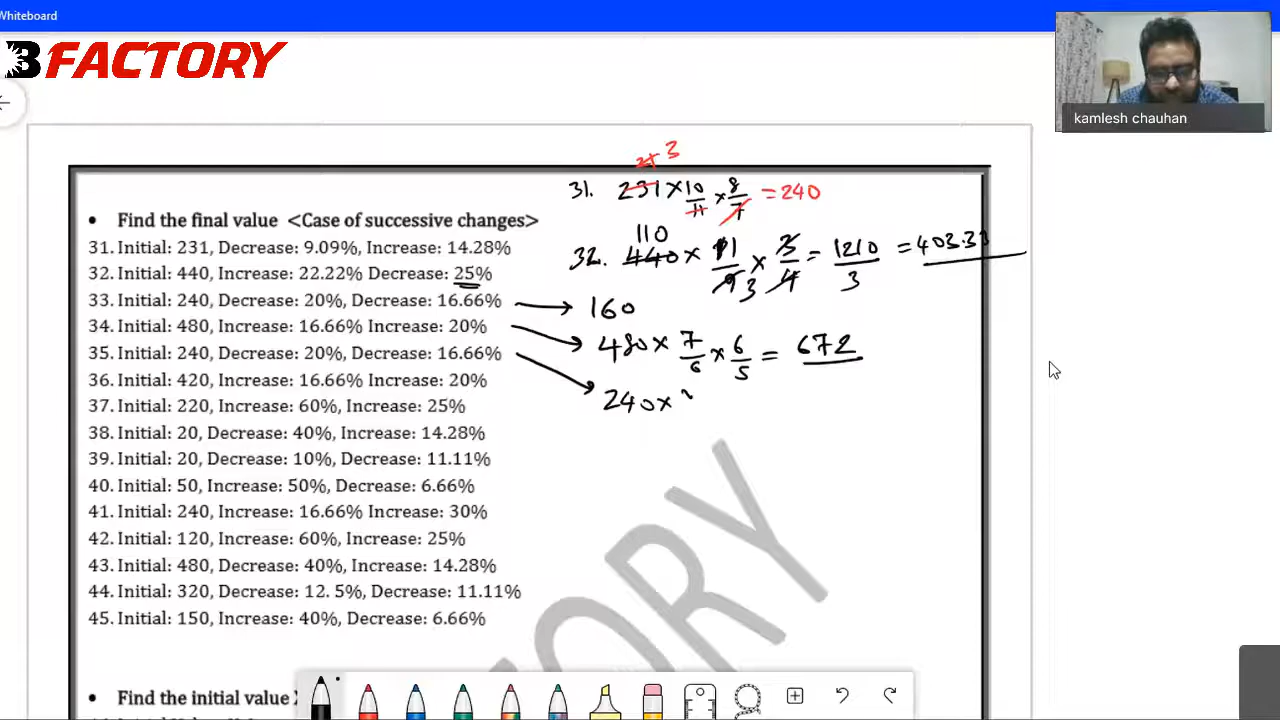 Whiteboard
3FACTORY
kamlesh chauhan
• Find the final value <Case of successive changes>
31. Initial: 231, Decrease: 9.09%, Increase: 14.28%
32. Initial: 440, Increase: 22.22% Decrease: 25%
33. Initial: 240, Decrease: 20%, Decrease: 16.66%
34. Initial: 480, Increase: 16.66% Increase: 20%
35. Initial: 240, Decrease: 20%, Decrease: 16.66%
36. Initial: 420, Increase: 16.66% Increase: 20%
37. Initial: 220, Increase: 60%, Increase: 25%
38. Initial: 20, Decrease: 40%, Increase: 14.28%
39. Initial: 20, Decrease: 10%, Decrease: 11.11%
40. Initial: 50, Increase: 50%, Decrease: 6.66%
41. Initial: 240, Increase: 16.66% Increase: 30%
42. Initial: 120, Increase: 60%, Increase: 25%
43. Initial: 480, Decrease: 40%, Increase: 14.28%
44. Initial: 320, Decrease: 12. 5%, Decrease: 11.11%
45. Initial: 150, Increase: 40%, Decrease: 6.66%
• Find the initial value
21 3
31. 231 × 10/11 × 8/7 = 240
110
32. 440 × 11/9 × 3/4 = 1210/3 = 403.33
3
160
480 × 7/6 × 6/5 = 672
240 ×
CTORY